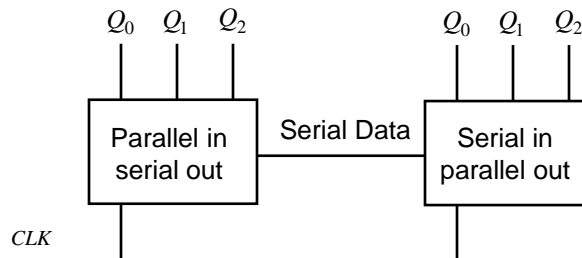 Q0 Q1 Q2 Q0 Q1 Q2
Parallel in
serial out
Serial Data
Serial in
parallel out
CLK